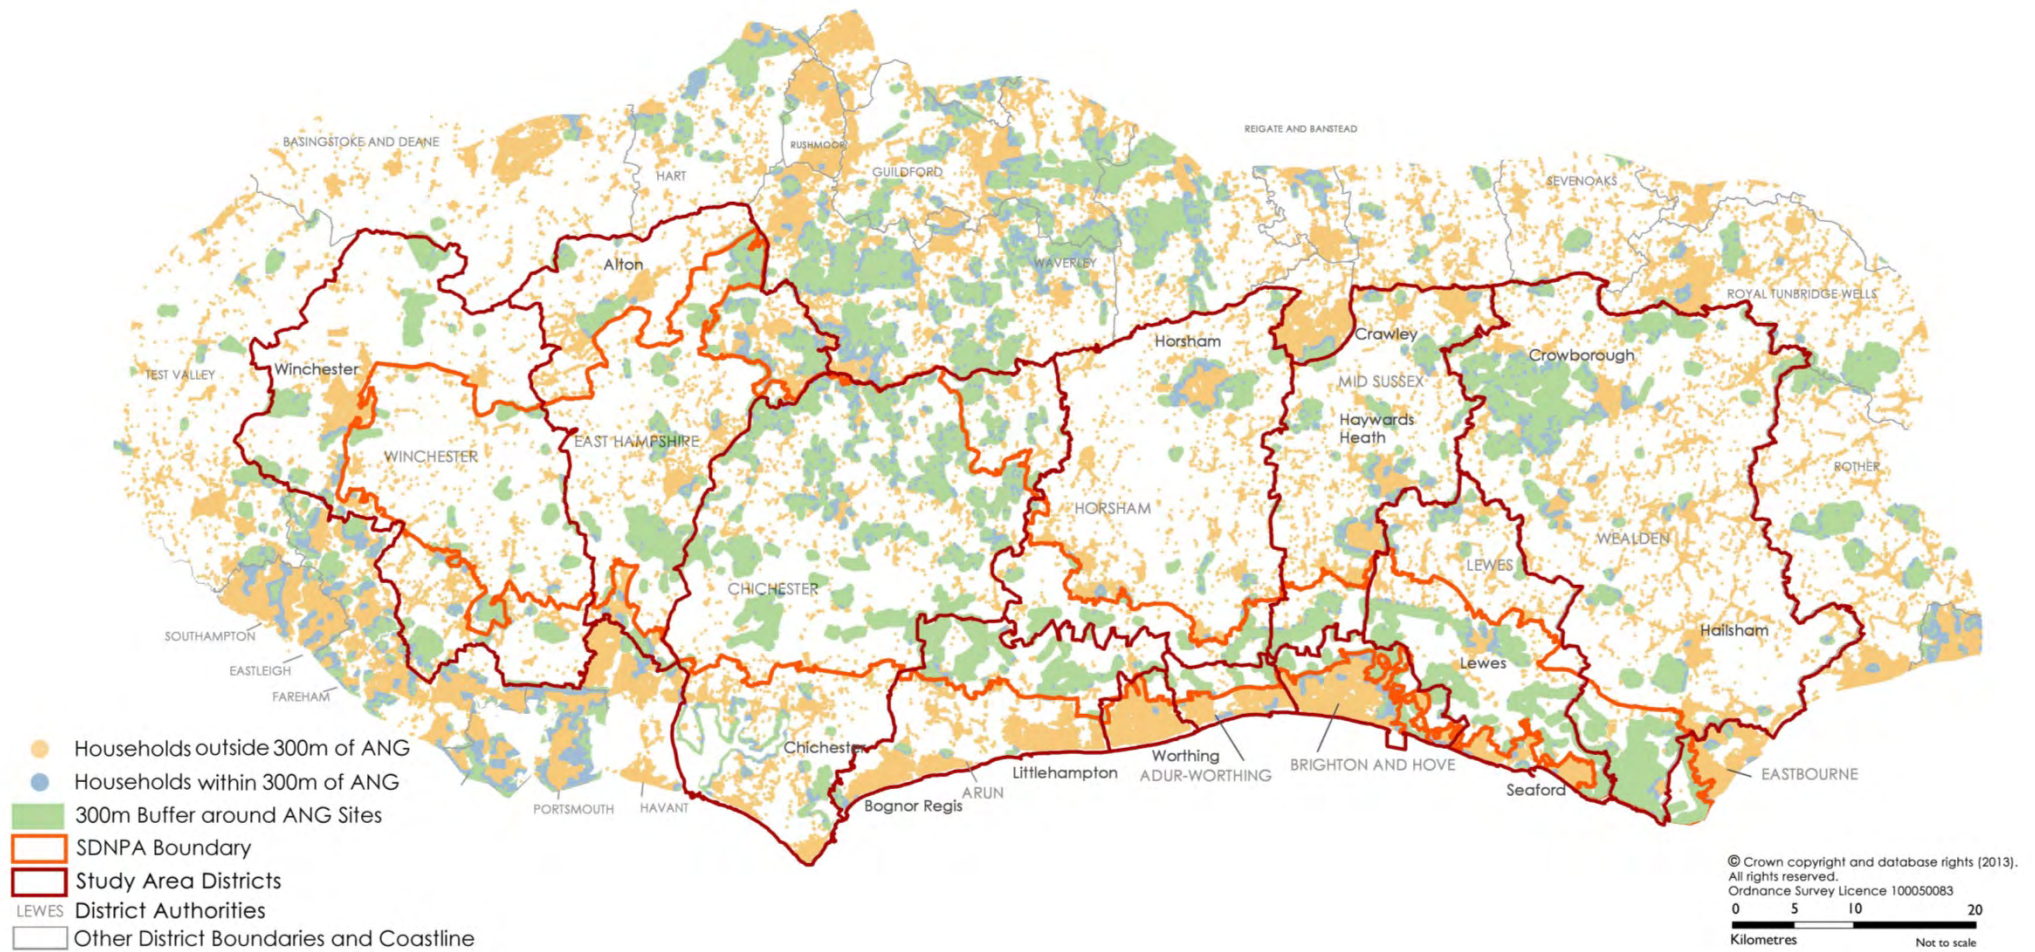 REIGATE AND BANSTEAD
BASINGSTOKE AND DEANE
RUSHMOOR
HART
GUILDFORD
SEVENOAKS
Alton
WAVERLEY
ROYAL TUNBRIDGE WELLS
Crawley
Horsham
Crowborough
Winchester
TEST VALLEY
MID SUSSEX
Haywards
Heath
EAST HAMPSHIRE
WINCHESTER
ROTHER
HORSHAM
WEALDEN
LEWES
CHICHESTER
SOUTHAMPTON
Hailsham
EASTLEIGH
Lewes
FAREHAM
Chichester
Worthing
BRIGHTON AND HOVE
Littlehampton
ADUR-WORTHING
EASTBOURNE
ARUN
Seaford
Bognor Regis
PORTSMOUTH
HAVANT
Households outside 300m of ANG
Households within 300m of ANG
300m Buffer around ANG Sites
SDNPA Boundary
Study Area Districts
LEWES District Authorities
Other District Boundaries and Coastline
© Crown copyright and database rights (2013).
All rights reserved.
Ordnance Survey Licence 100050083
0 5 10 20
Kilometres
Not to scale